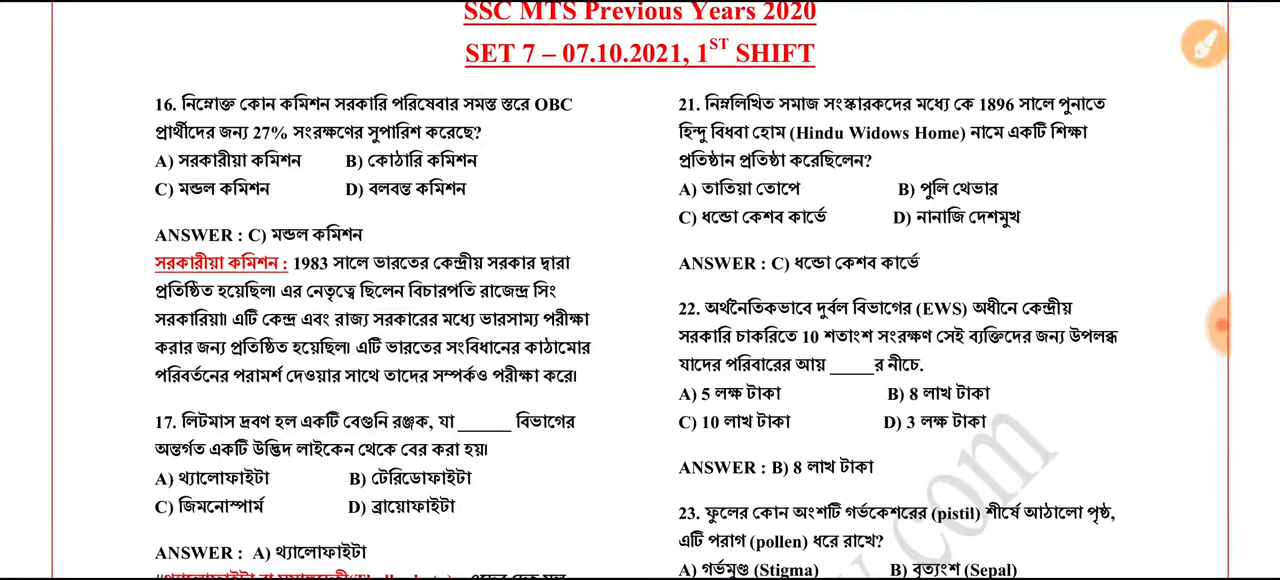 SSC MTS Previous Years 2020
SET 7 – 07.10.2021, 1ST SHIFT
16. নিম্নোক্ত কোন কমিশন সরকারি পরিষেবার সমস্ত স্তরে OBC
প্রার্থীদের জন্য 27% সংরক্ষণের সুপারিশ করেছে?
A) সরকারীয়া কমিশন B) কোঠারি কমিশন
C) মন্ডল কমিশন D) বলবন্ত কমিশন
ANSWER : C) মন্ডল কমিশন
সরকারীয়া কমিশন : 1983 সালে ভারতের কেন্দ্রীয় সরকার দ্বারা
প্রতিষ্ঠিত হয়েছিল। এর নেতৃত্বে ছিলেন বিচারপতি রাজেন্দ্র সিং
সরকারিয়া। এটি কেন্দ্র এবং রাজ্য সরকারের মধ্যে ভারসাম্য পরীক্ষা
করার জন্য প্রতিষ্ঠিত হয়েছিল। এটি ভারতের সংবিধানের কাঠামোর
পরিবর্তনের পরামর্শ দেওয়ার সাথে তাদের সম্পর্কও পরীক্ষা করে।
17. লিটমাস দ্রবণ হল একটি বেগুনি রঞ্জক, যা ______ বিভাগের
অন্তর্গত একটি উদ্ভিদ লাইকেন থেকে বের করা হয়।
A) থ্যালোফাইটা B) টেরিডোফাইটা
C) জিমনোস্পার্ম D) ব্রায়োফাইটা
ANSWER : A) থ্যালোফাইটা
21. নিম্নলিখিত সমাজ সংস্কারকদের মধ্যে কে 1896 সালে পুনাতে
হিন্দু বিধবা হোম (Hindu Widows Home) নামে একটি শিক্ষা
প্রতিষ্ঠান প্রতিষ্ঠা করেছিলেন?
A) তাতিয়া তোপে B) পুলি থেভার
C) ধন্ডো কেশব কার্ভে D) নানাজি দেশমুখ
ANSWER : C) ধন্ডো কেশব কার্ভে
22. অর্থনৈতিকভাবে দুর্বল বিভাগের (EWS) অধীনে কেন্দ্রীয়
সরকারি চাকরিতে 10 শতাংশ সংরক্ষণ সেই ব্যক্তিদের জন্য উপলব্ধ
যাদের পরিবারের আয় _____র নীচে.
A) 5 লক্ষ টাকা B) 8 লাখ টাকা
C) 10 লাখ টাকা D) 3 লক্ষ টাকা
ANSWER : B) 8 লাখ টাকা
23. ফুলের কোন অংশটি গর্ভকেশরের (pistil) শীর্ষে আঠালো পৃষ্ঠ,
এটি পরাগ (pollen) ধরে রাখে?
A) গর্ভমুণ্ড (Stigma) B) বৃত্যংশ (Sepal)